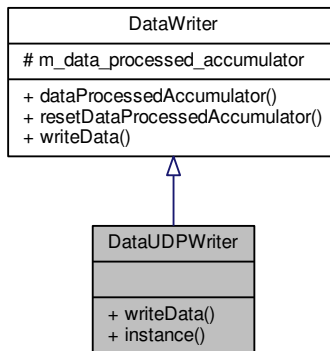 DataWriter
# m_data_processed_accumulator
+ dataProcessedAccumulator()
+ resetDataProcessedAccumulator()
+ writeData()
DataUDPWriter
+ writeData()
+ instance()